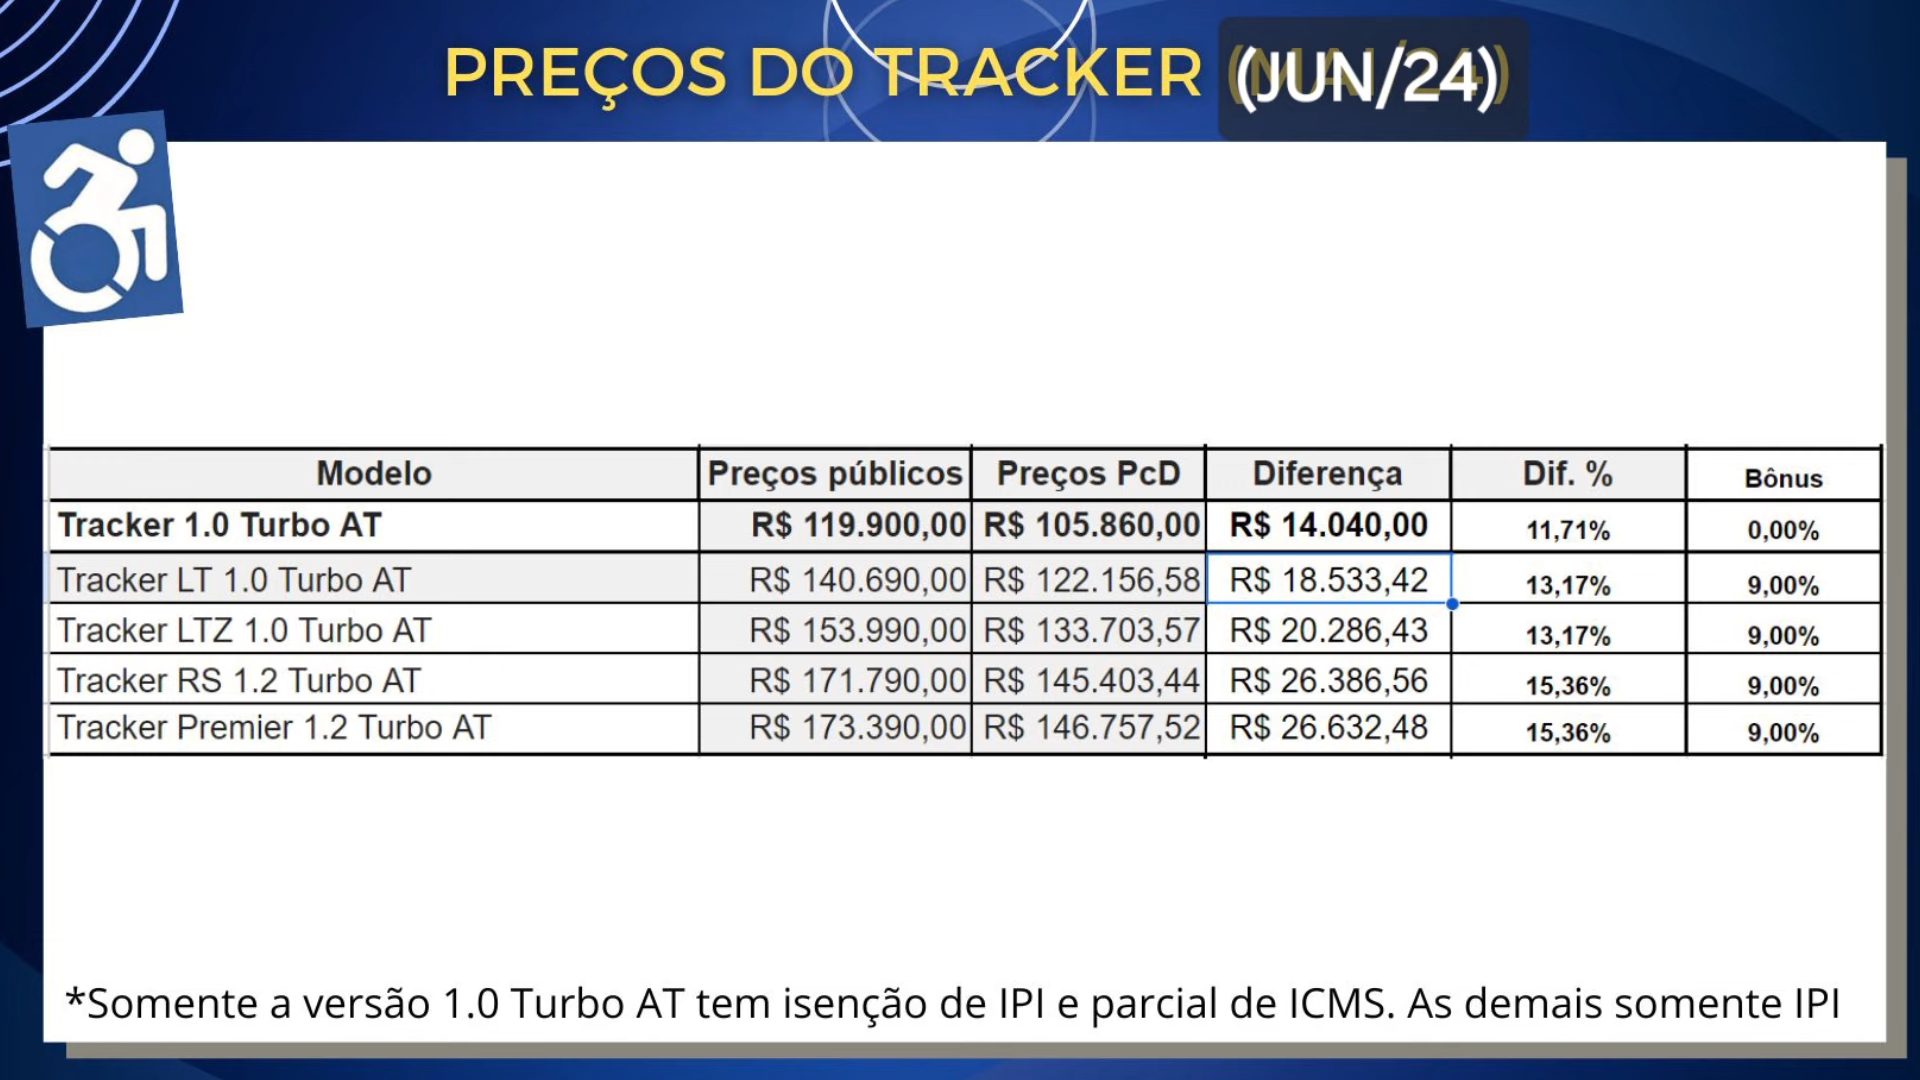 PREÇOS DO TRACKER (JUN/24)
Modelo Preços públicos Preços PcD Diferença Dif. % Bônus
Tracker 1.0 Turbo AT R$ 119.900,00 R$ 105.860,00 R$ 14.040,00 11,71% 0,00%
Tracker LT 1.0 Turbo AT R$ 140.690,00 R$ 122.156,58 R$ 18.533,42 13,17% 9,00%
Tracker LTZ 1.0 Turbo AT R$ 153.990,00 R$ 133.703,57 R$ 20.286,43 13,17% 9,00%
Tracker RS 1.2 Turbo AT R$ 171.790,00 R$ 145.403,44 R$ 26.386,56 15,36% 9,00%
Tracker Premier 1.2 Turbo AT R$ 173.390,00 R$ 146.757,52 R$ 26.632,48 15,36% 9,00%
*Somente a versão 1.0 Turbo AT tem isenção de IPI e parcial de ICMS. As demais somente IPI